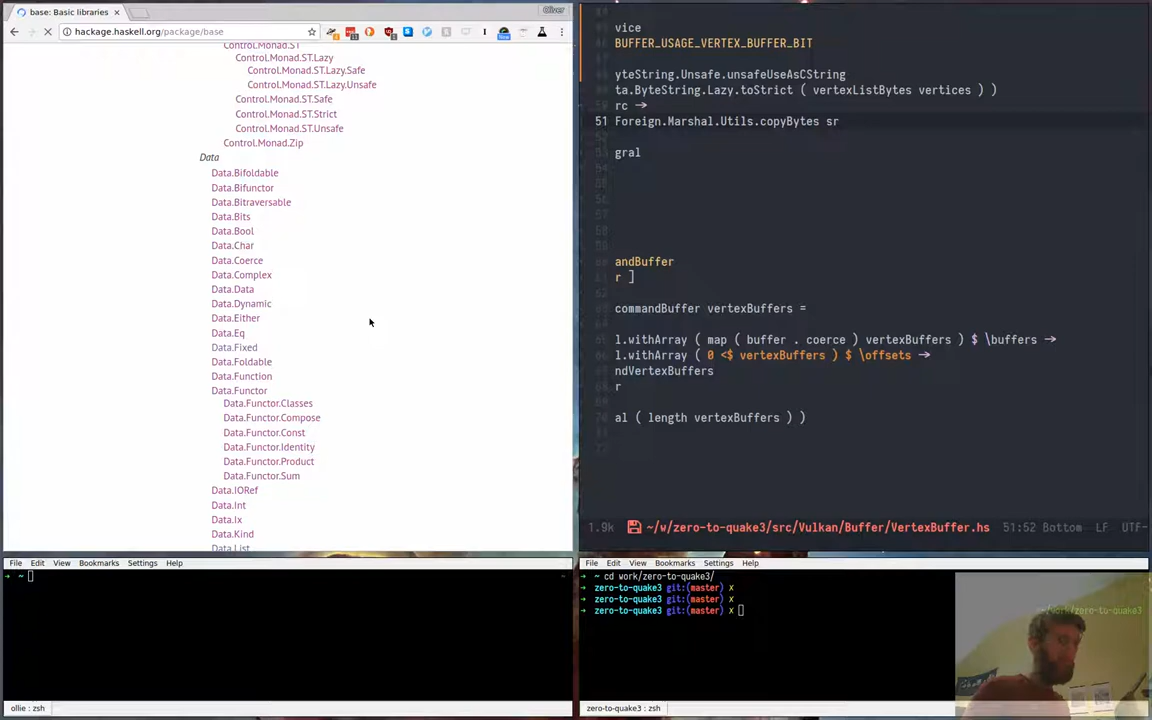 base: Basic libraries
Oliver
hackage.haskell.org/package/base
Control.Monad.ST
Control.Monad.ST.Lazy
Control.Monad.ST.Lazy.Safe
Control.Monad.ST.Lazy.Unsafe
Control.Monad.ST.Safe
Control.Monad.ST.Strict
Control.Monad.ST.Unsafe
Control.Monad.Zip
Data
Data.Bifoldable
Data.Bifunctor
Data.Bitraversable
Data.Bits
Data.Bool
Data.Char
Data.Coerce
Data.Complex
Data.Data
Data.Dynamic
Data.Either
Data.Eq
Data.Fixed
Data.Foldable
Data.Function
Data.Functor
Data.Functor.Classes
Data.Functor.Compose
Data.Functor.Const
Data.Functor.Identity
Data.Functor.Product
Data.Functor.Sum
Data.IORef
Data.Int
Data.Ix
Data.Kind
Data.List
vice
BUFFER_USAGE_VERTEX_BUFFER_BIT
yteString.Unsafe.unsafeUseAsCString
ta.ByteString.Lazy.toStrict ( vertexListBytes vertices ) )
rc →
51 Foreign.Marshal.Utils.copyBytes sr
gral
andBuffer
r ]
commandBuffer vertexBuffers =
l.withArray ( map ( buffer . coerce ) vertexBuffers ) $ \buffers →
l.withArray ( 0 <$ vertexBuffers ) $ \offsets →
ndVertexBuffers
r
al ( length vertexBuffers ) )
1.9k ~/w/zero-to-quake3/src/Vulkan/Buffer/VertexBuffer.hs 51:52 Bottom LF UTF-
File Edit View Bookmarks Settings Help
→ ~
ollie : zsh
File Edit View Bookmarks Settings Help
→ ~ cd work/zero-to-quake3/
→ zero-to-quake3 git:(master) x
→ zero-to-quake3 git:(master) x
→ zero-to-quake3 git:(master) x
~/work/zero-to-quake3
zero-to-quake3 : zsh